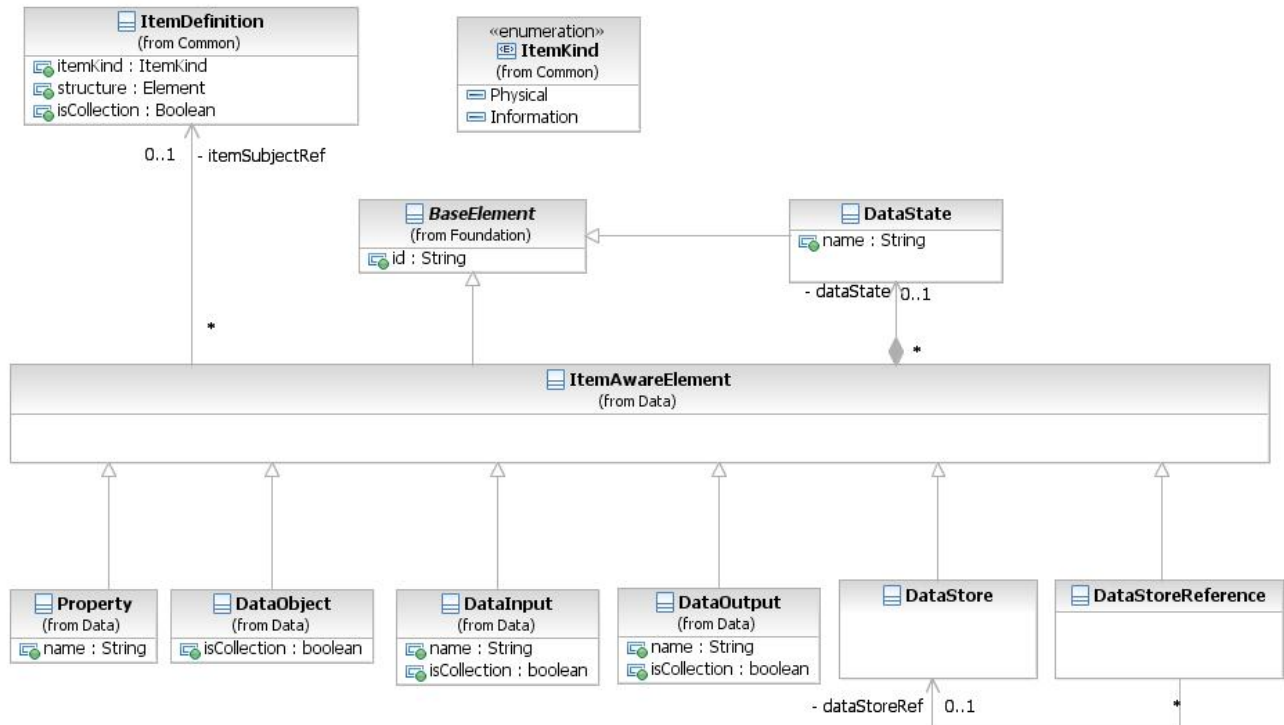 ItemDefinition
(from Common)
itemKind : ItemKind
structure : Element
isCollection : Boolean
«enumeration»
ItemKind
(from Common)
Physical
Information
0..1
- itemSubjectRef
*
BaseElement
(from Foundation)
id : String
DataState
name : String
- dataState
0..1
*
ItemAwareElement
(from Data)
Property
(from Data)
name : String
DataObject
(from Data)
isCollection : boolean
DataInput
(from Data)
name : String
isCollection : boolean
DataOutput
(from Data)
name : String
isCollection : boolean
DataStore
DataStoreReference
- dataStoreRef
0..1
*